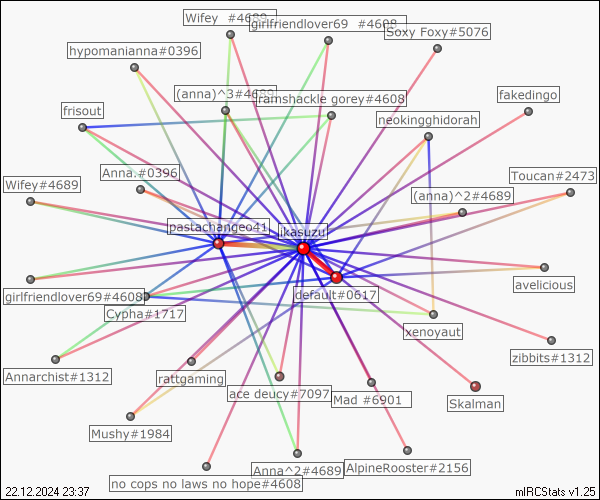 Wifey #4689
girlfriendlover69 #4608
Soxy Foxy#5076
hypomanianna#0396
(anna)^3#4689
ramshackle gorey#4608
fakedingo
frisout
neokingghidorah
Anna.#0396
Toucan#2473
Wifey#4689
(anna)^2#4689
pastachangeo41
ikasuzu
avelicious
girlfriendlover69#4608
default#0617
Cypha#1717
xenoyaut
zibbits#1312
Annarchist#1312
rattgaming
ace deucy#7097
Mad #6901
Skalman
Mushy#1984
Anna^2#4689
AlpineRooster#2156
no cops no laws no hope#4608
22.12.2024 23:37
mIRCStats v1.25